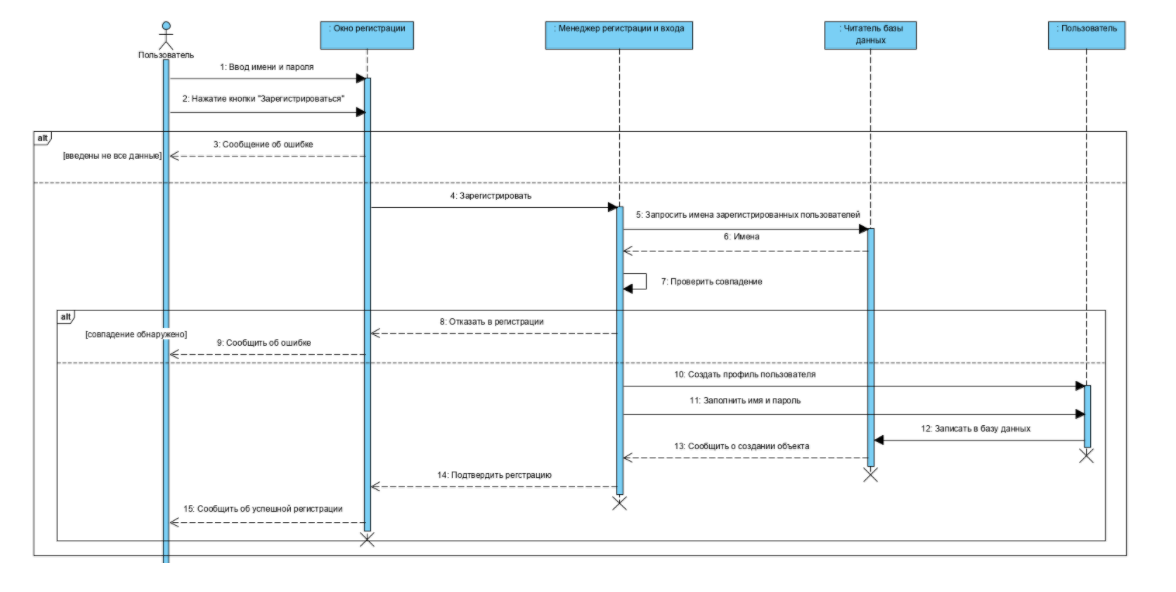 : Окно регистрации
: Менеджер регистрации и входа
: Читатель базы
данных
: Пользователь
Пользователь
1: Ввод имени и пароля
2: Нажатие кнопки "Зарегистрироваться"
alt
3: Сообщение об ошибке
[введены не все данные]
4: Зарегистрировать
5: Запросить имена зарегистрированных пользователей
6: Имена
7: Проверить совпадение
alt
8: Отказать в регистрации
[совпадение обнаружено]
9: Сообщить об ошибке
10: Создать профиль пользователя
11: Заполнить имя и пароль
12: Записать в базу данных
13: Сообщить о создании объекта
14: Подтвердить регстрацию
15: Сообщить об успешной регистрации